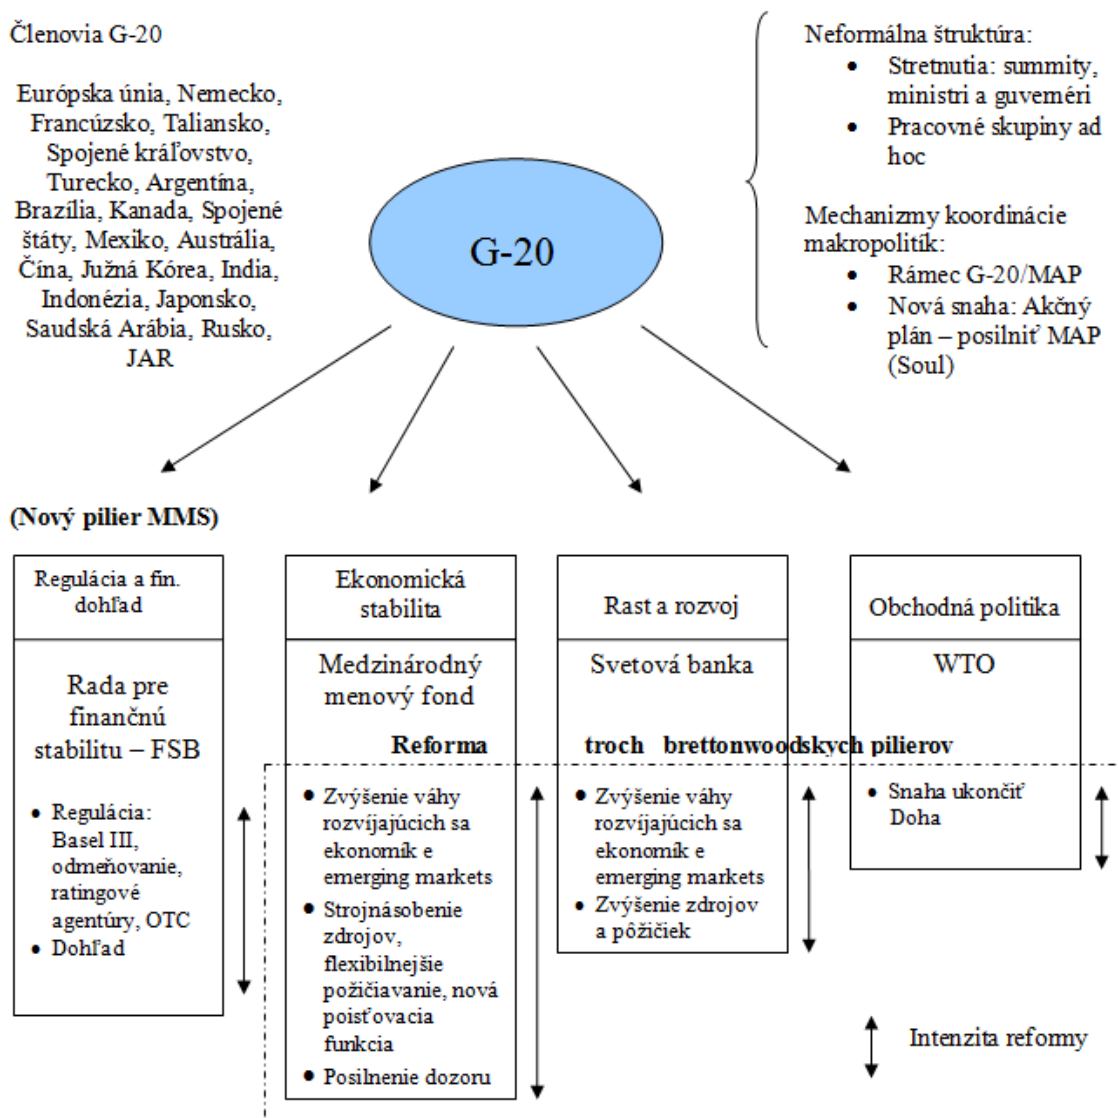 Členovia G-20
Európska únia, Nemecko,
Francúzsko, Taliansko,
Spojené kráľovstvo,
Turecko, Argentína,
Brazília, Kanada, Spojené
štáty, Mexiko, Austrália,
Čína, Južná Kórea, India,
Indonézia, Japonsko,
Saudská Arábia, Rusko,
JAR
G-20
Neformálna štruktúra:
• Stretnutia: summity,
ministri a guvernéri
• Pracovné skupiny ad
hoc
Mechanizmy koordinácie
makropolitík:
• Rámec G-20/MAP
• Nová snaha: Akčný
plán – posilniť MAP
(Soul)
(Nový pilier MMS)
Regulácia a fin.
dohľad
Rada pre
finančnú
stabilitu – FSB
• Regulácia:
Basel III,
odmeňovanie,
ratingové
agentúry, OTC
• Dohľad
Ekonomická
stabilita
Medzinárodný
menový fond
Reforma troch brettonwoodskych pilierov
• Zvýšenie váhy
rozvíjajúcich sa
ekonomík e
emerging markets
• Strojnásobenie
zdrojov,
flexibilnejšie
požičiavanie, nová
poisťovacia
funkcia
• Posilnenie dozoru
Rast a rozvoj
Svetová banka
• Zvýšenie váhy
rozvíjajúcich sa
ekonomík e
emerging markets
• Zvýšenie zdrojov
a pôžičiek
Obchodná politika
WTO
• Snaha ukončiť
Doha
Intenzita reformy